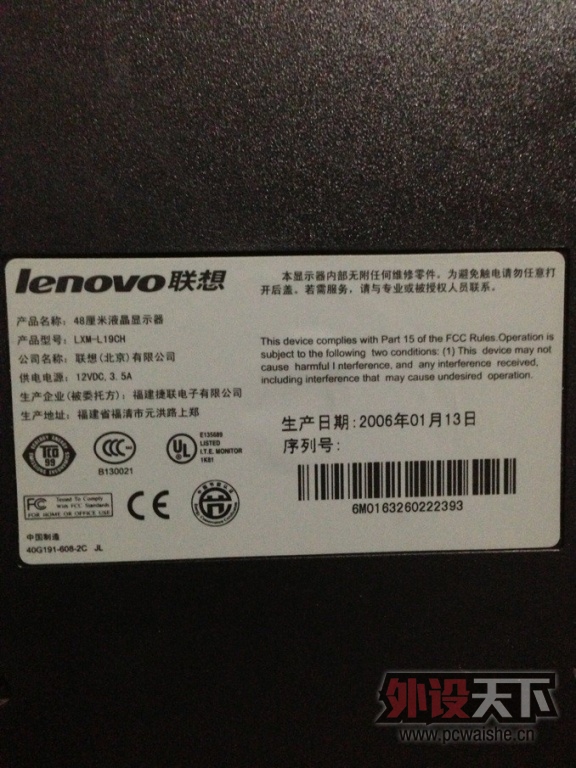 lenovo联想
产品名称: 48厘米液晶显示器
产品型号: LXM-L19CH
公司名称: 联想(北京)有限公司
供电电源: 12VDC, 3.5A
生产企业(被委托方): 福建捷联电子有限公司
生产地址: 福建省福清市元洪路上郑
本显示器内部无附任何维修零件。为避免触电请勿任意打
开后盖。若需服务，请与专业或被授权人员联系。
This device complies with Part 15 of the FCC Rules.Operation is
subject to the following two conditions: (1) This device may not
cause harmful I nterference, and any interference received,
including interference that may cause undesired operation.
生产日期: 2006年01月13日
序列号:
6M0163260222393
TCO
99
CCC
B130021
UL
E135689
LISTED
I.T.E. MONITOR
1K81
FC
Tested To Comply
With FCC Standards
FOR HOME OR OFFICE USE
CE
中国制造
40G191-608-2C JL
外设天下
www.pcwaishe.cn